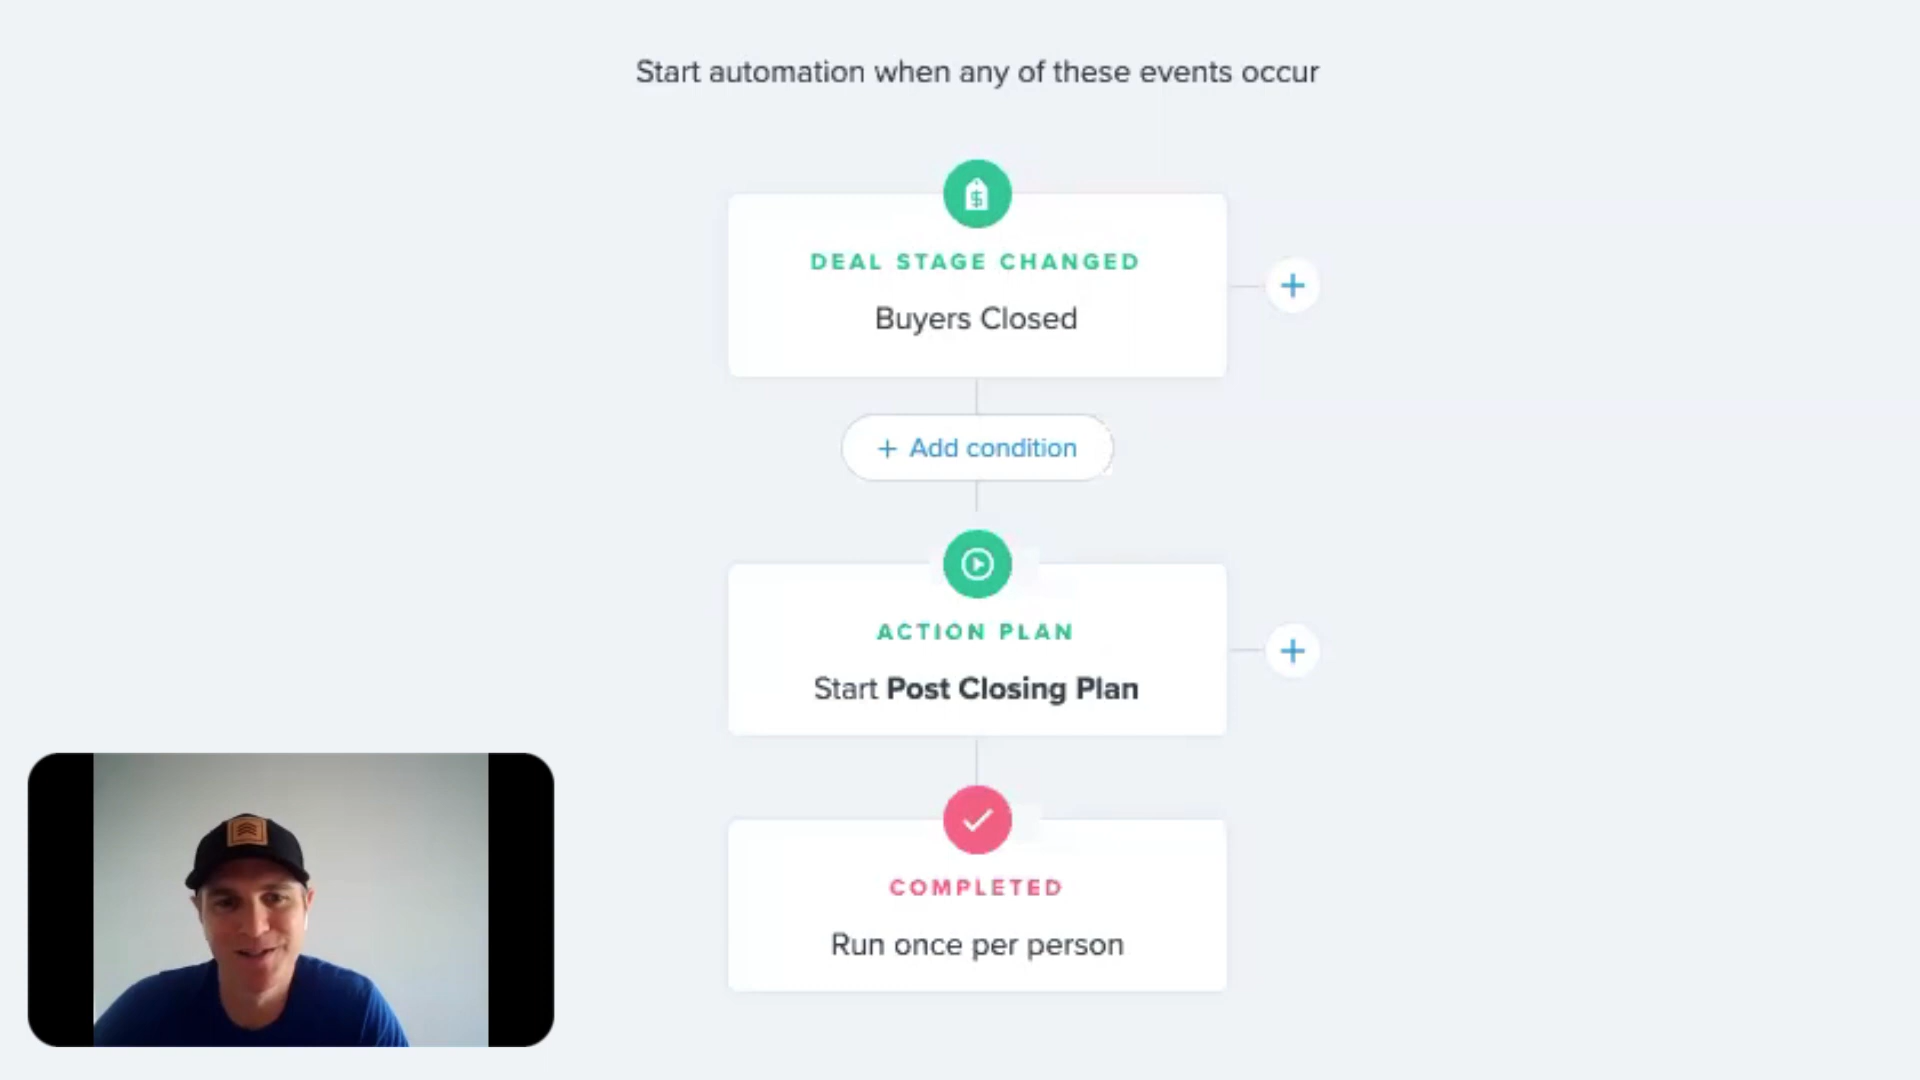 Start automation when any of these events occur
DEAL STAGE CHANGED
Buyers Closed
+ Add condition
ACTION PLAN
Start Post Closing Plan
COMPLETED
Run once per person